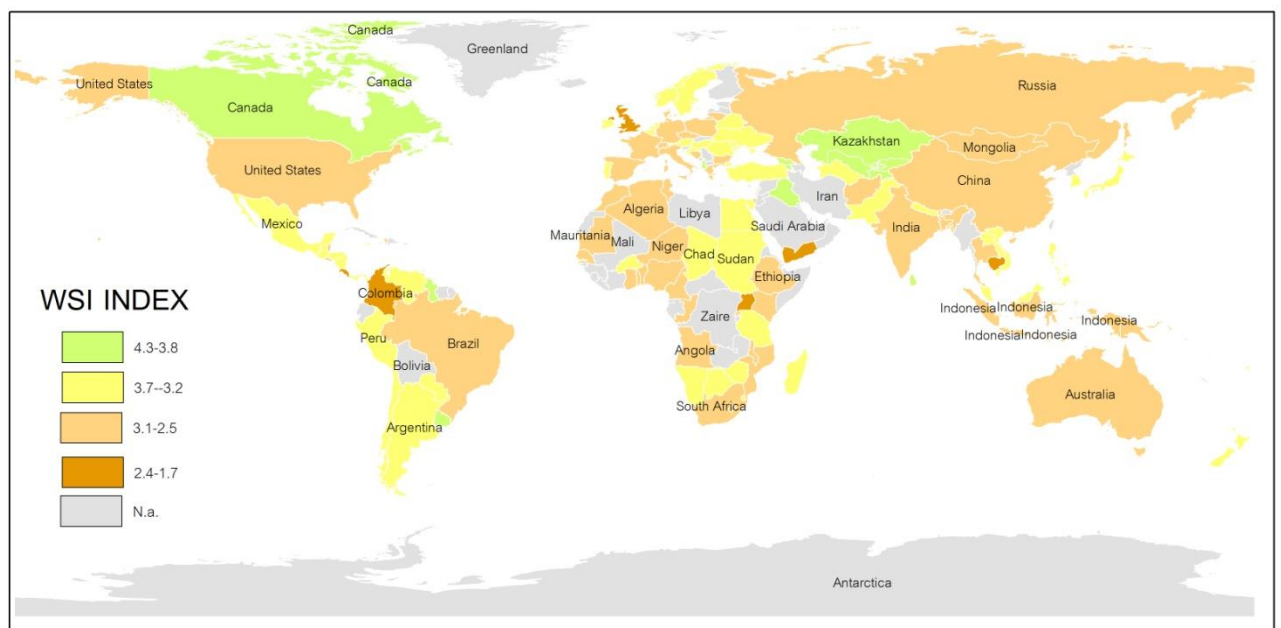 Canada
Greenland
United States
Canada
Canada
Russia
Kazakhstan
Mongolia
United States
China
Iran
Algeria
Libya
Mexico
Saudi Arabia
India
Mauritania
Mali
Niger
Chad
Sudan
Ethiopia
Colombia
WSI INDEX
Indonesia
Indonesia
Indonesia
Zaire
Indonesia
Indonesia
Peru
Brazil
Angola
4.3-3.8
Bolivia
3.7--3.2
Australia
South Africa
Argentina
3.1-2.5
2.4-1.7
N.a.
Antarctica